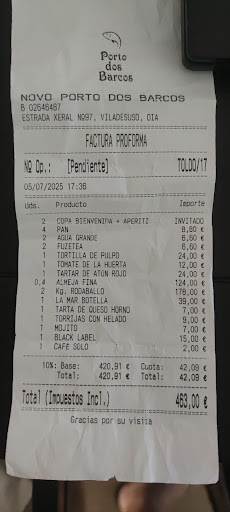 Porto
dos
Barcos
NOVO PORTO DOS BARCOS
B 02646487
ESTRADA XERAL Nº97, VILADESUSO, OIA
FACTURA PROFORMA
Nº Op.: [Pendiente] TOLDO/17
05/07/2025 17:36
Uds. Producto Importe
2 COPA BIENVENIDA + APERITI INVITADO
4 PAN 8,60 €
2 AGUA GRANDE 6,60 €
2 FUZETEA 6,60 €
1 TORTILLA DE PULPO 24,00 €
1 TOMATE DE LA HUERTA 12,00 €
1 TARTAR DE ATÚN ROJO 24,00 €
0,4 ALMEJA FINA 124,00 €
2 Kg. RODABALLO 176,00 €
1 LA MAR BOTELLA 39,00 €
1 TARTA DE QUESO HORNO 7,00 €
1 TORRIJAS CON HELADO 9,00 €
1 MOJITO 7,00 €
1 BLACK LABEL 15,00 €
1 CAFE SOLO 2,00 €
10%: Base: 420,91 € Cuota: 42,09 €
Total: 420,91 € Total: 42,09 €
Total (Impuestos Incl.) 463,00 €
Gracias por su visita